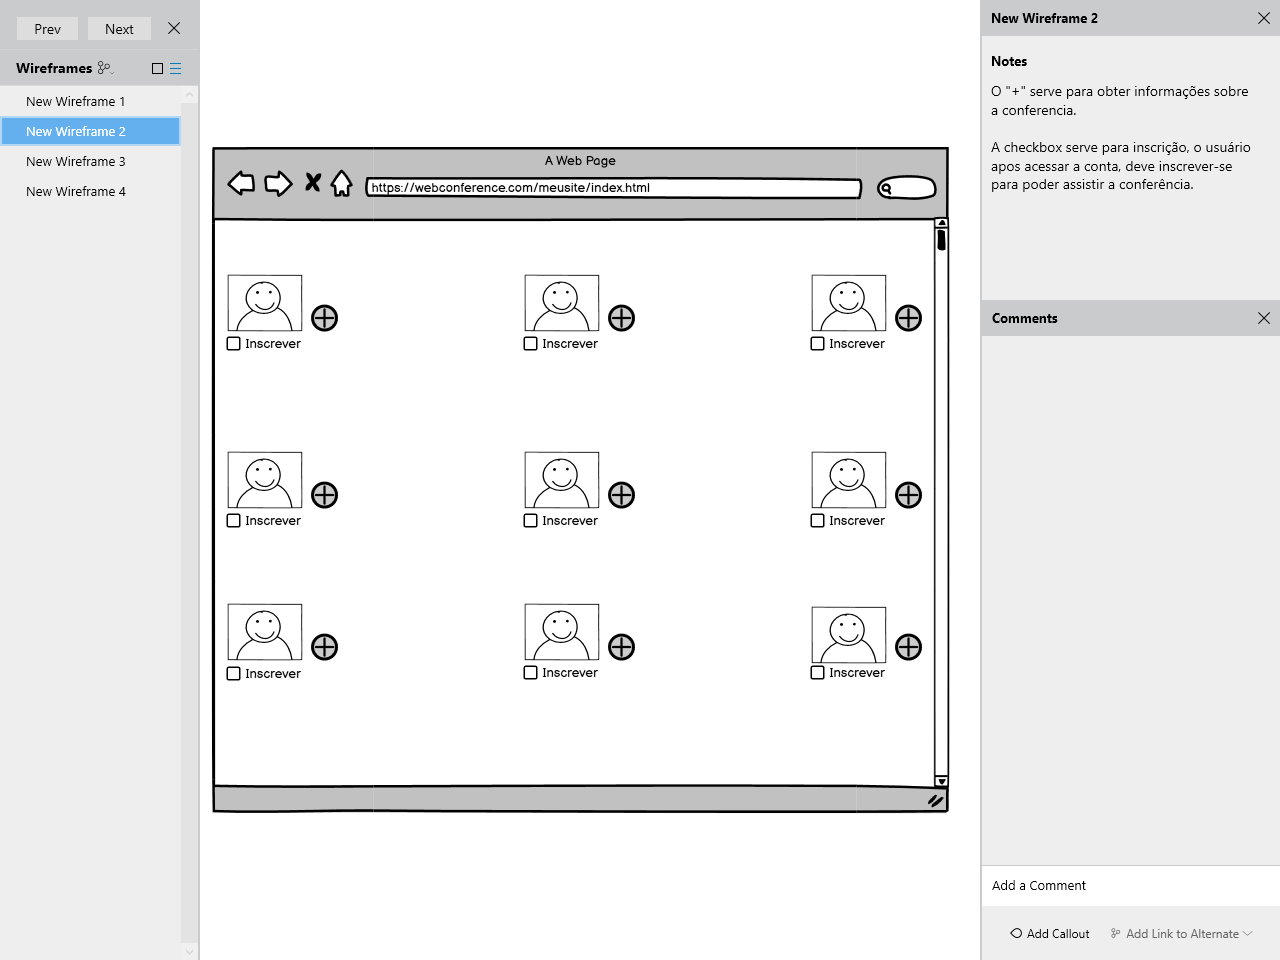 Prev Next
Wireframes
New Wireframe 1
New Wireframe 2
New Wireframe 3
New Wireframe 4
A Web Page
https://webconference.com/meusite/index.html
Inscrever Inscrever Inscrever
Inscrever Inscrever Inscrever
Inscrever Inscrever Inscrever
New Wireframe 2
Notes
O "+" serve para obter informações sobre
a conferencia.
A checkbox serve para inscrição, o usuário
apos acessar a conta, deve inscrever-se
para poder assistir a conferência.
Comments
Add a Comment
Add Callout Add Link to Alternate